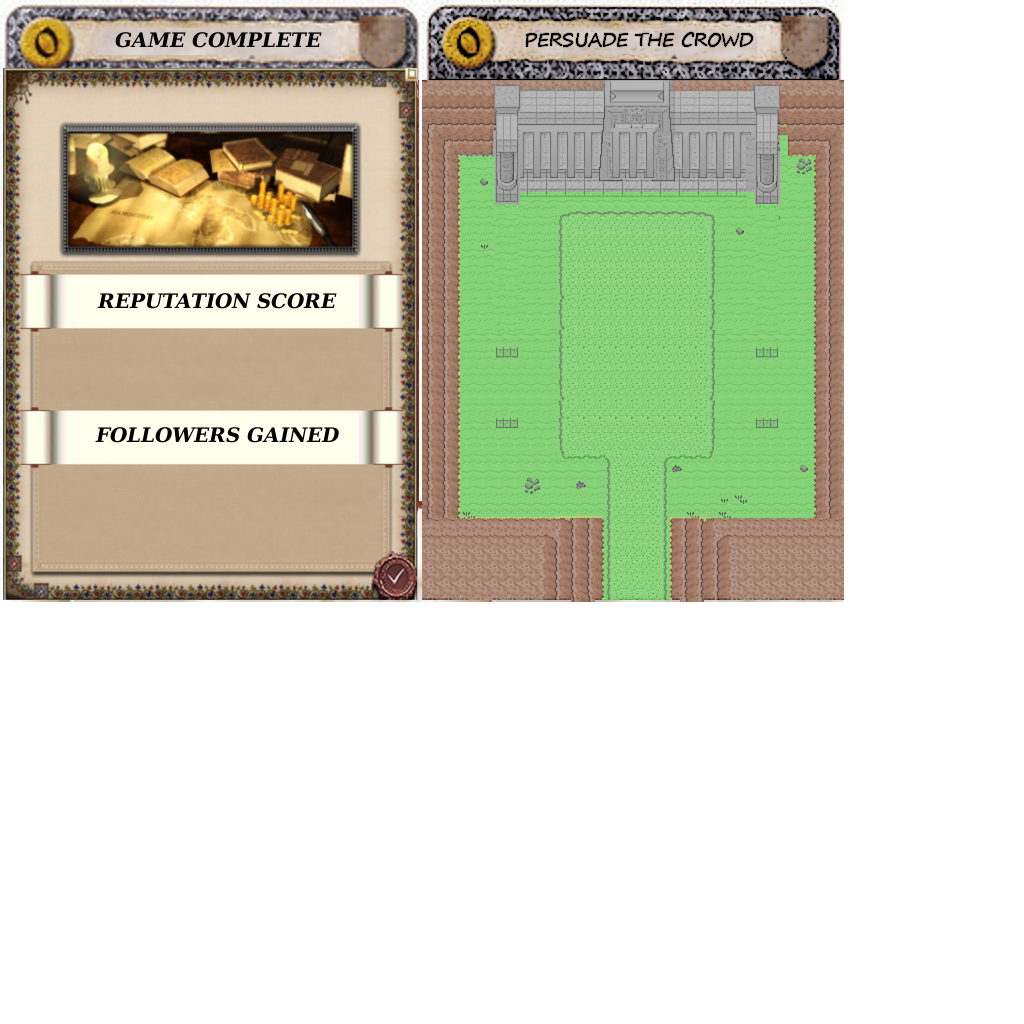 GAME COMPLETE
REPUTATION SCORE
FOLLOWERS GAINED
PERSUADE THE CROWD